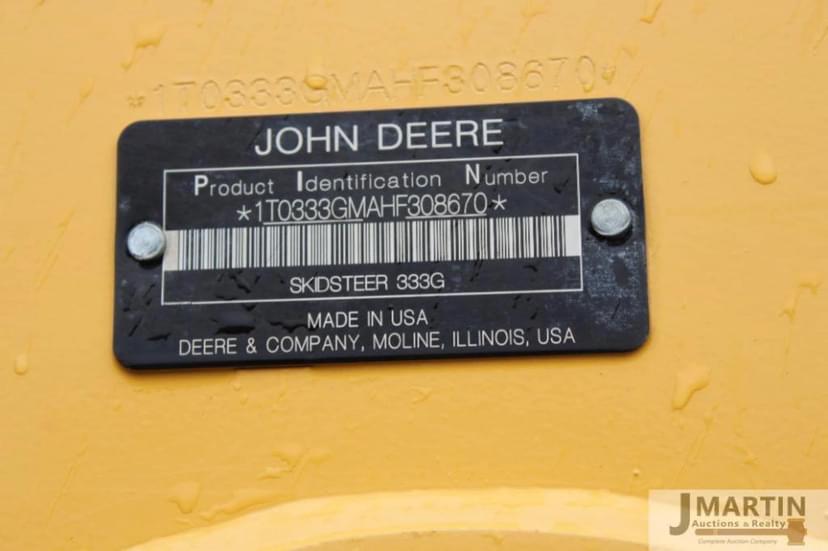 *1T0333GMAHF308670*
JOHN DEERE
Product Identification Number
*1T0333GMAHF308670*
SKIDSTEER 333G
MADE IN USA
DEERE & COMPANY, MOLINE, ILLINOIS, USA
J MARTIN
Auctions & Realty
Complete Auction Company